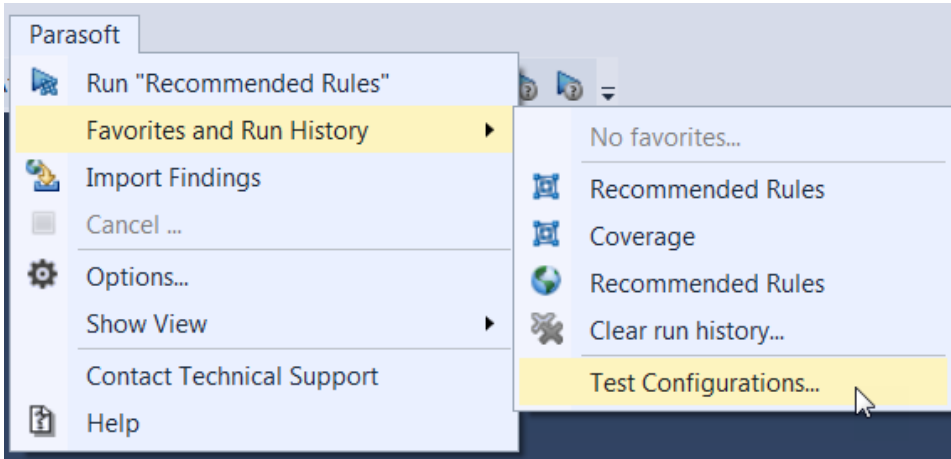 Parasoft
Run "Recommended Rules"
Favorites and Run History
Import Findings
Cancel ...
Options...
Show View
Contact Technical Support
Help
No favorites...
Recommended Rules
Coverage
Recommended Rules
Clear run history...
Test Configurations...